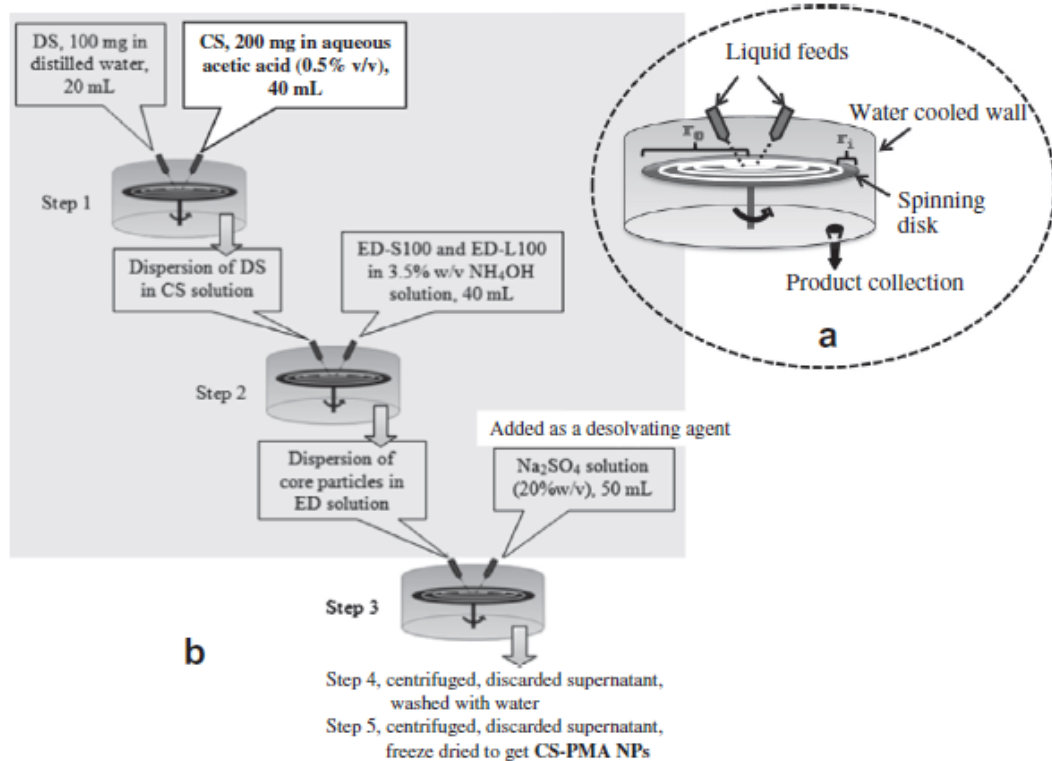 DS, 100 mg in
distilled water,
20 mL
CS, 200 mg in aqueous
acetic acid (0.5% v/v),
40 mL
Step 1
Dispersion of DS
in CS solution
ED-S100 and ED-L100
in 3.5% w/v NH₄OH
solution, 40 mL
Step 2
Dispersion of
core particles in
ED solution
Added as a desolvating agent
Na₂SO₄ solution
(20%w/v), 50 mL
Step 3
b
Step 4, centrifuged, discarded supernatant,
washed with water
Step 5, centrifuged, discarded supernatant,
freeze dried to get CS-PMA NPs
Liquid feeds
Water cooled wall
r₀
rᵢ
Spinning
disk
Product collection
a